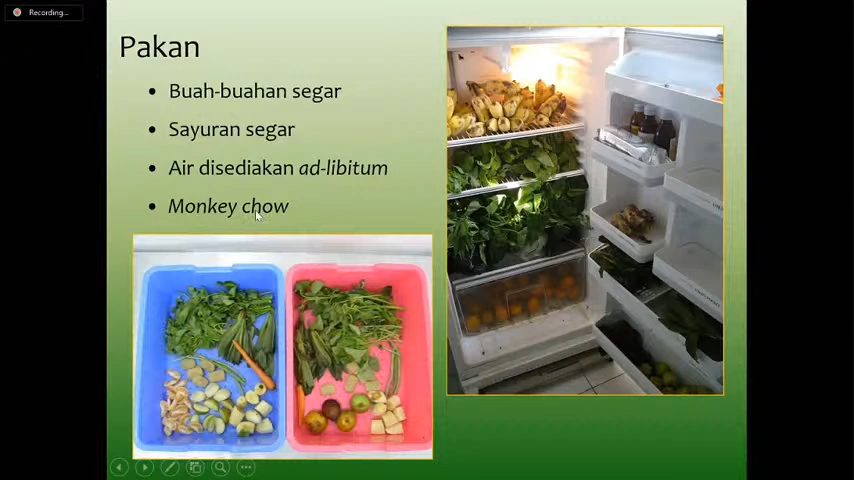 Recording...
Pakan
• Buah-buahan segar
• Sayuran segar
• Air disediakan ad-libitum
• Monkey chow